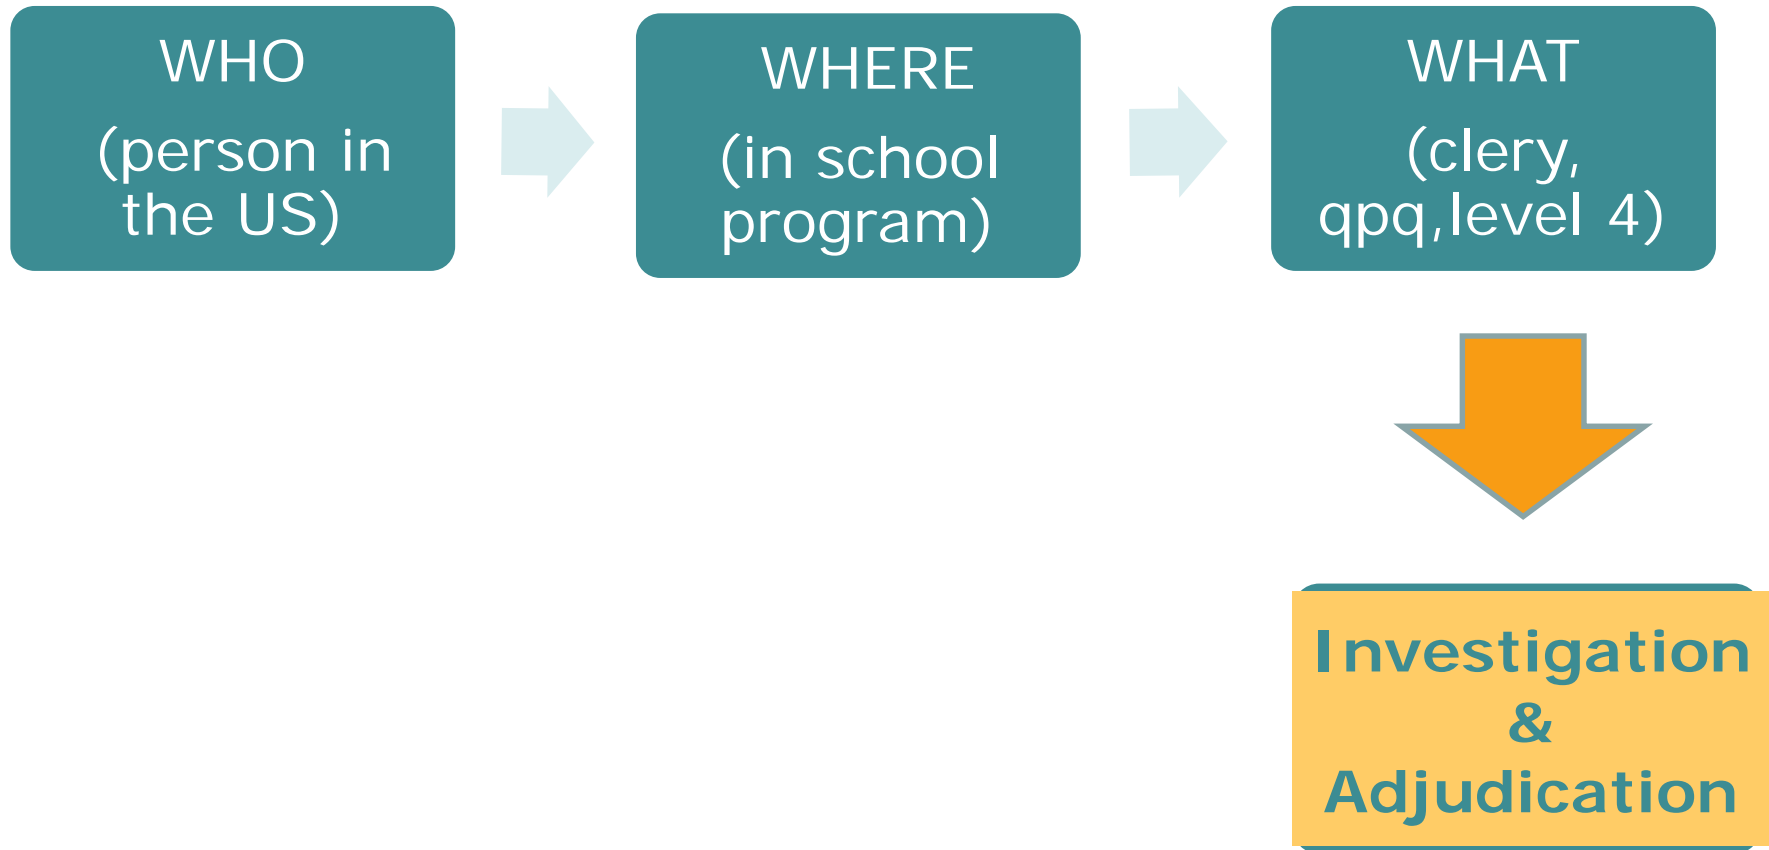 WHO
(person in
the US)
WHERE
(in school
program)
WHAT
(clery,
qpq,level 4)
Investigation
&
Adjudication